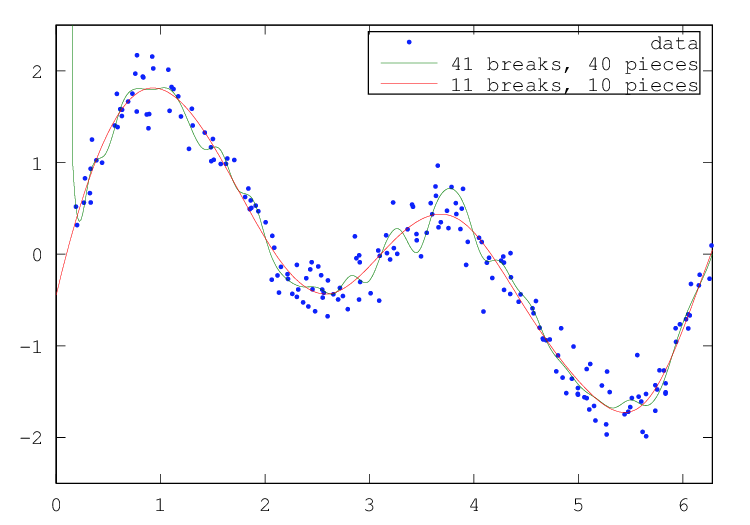 data
41 breaks, 40 pieces
11 breaks, 10 pieces
2
1
0
−1
−2
0 1 2 3 4 5 6